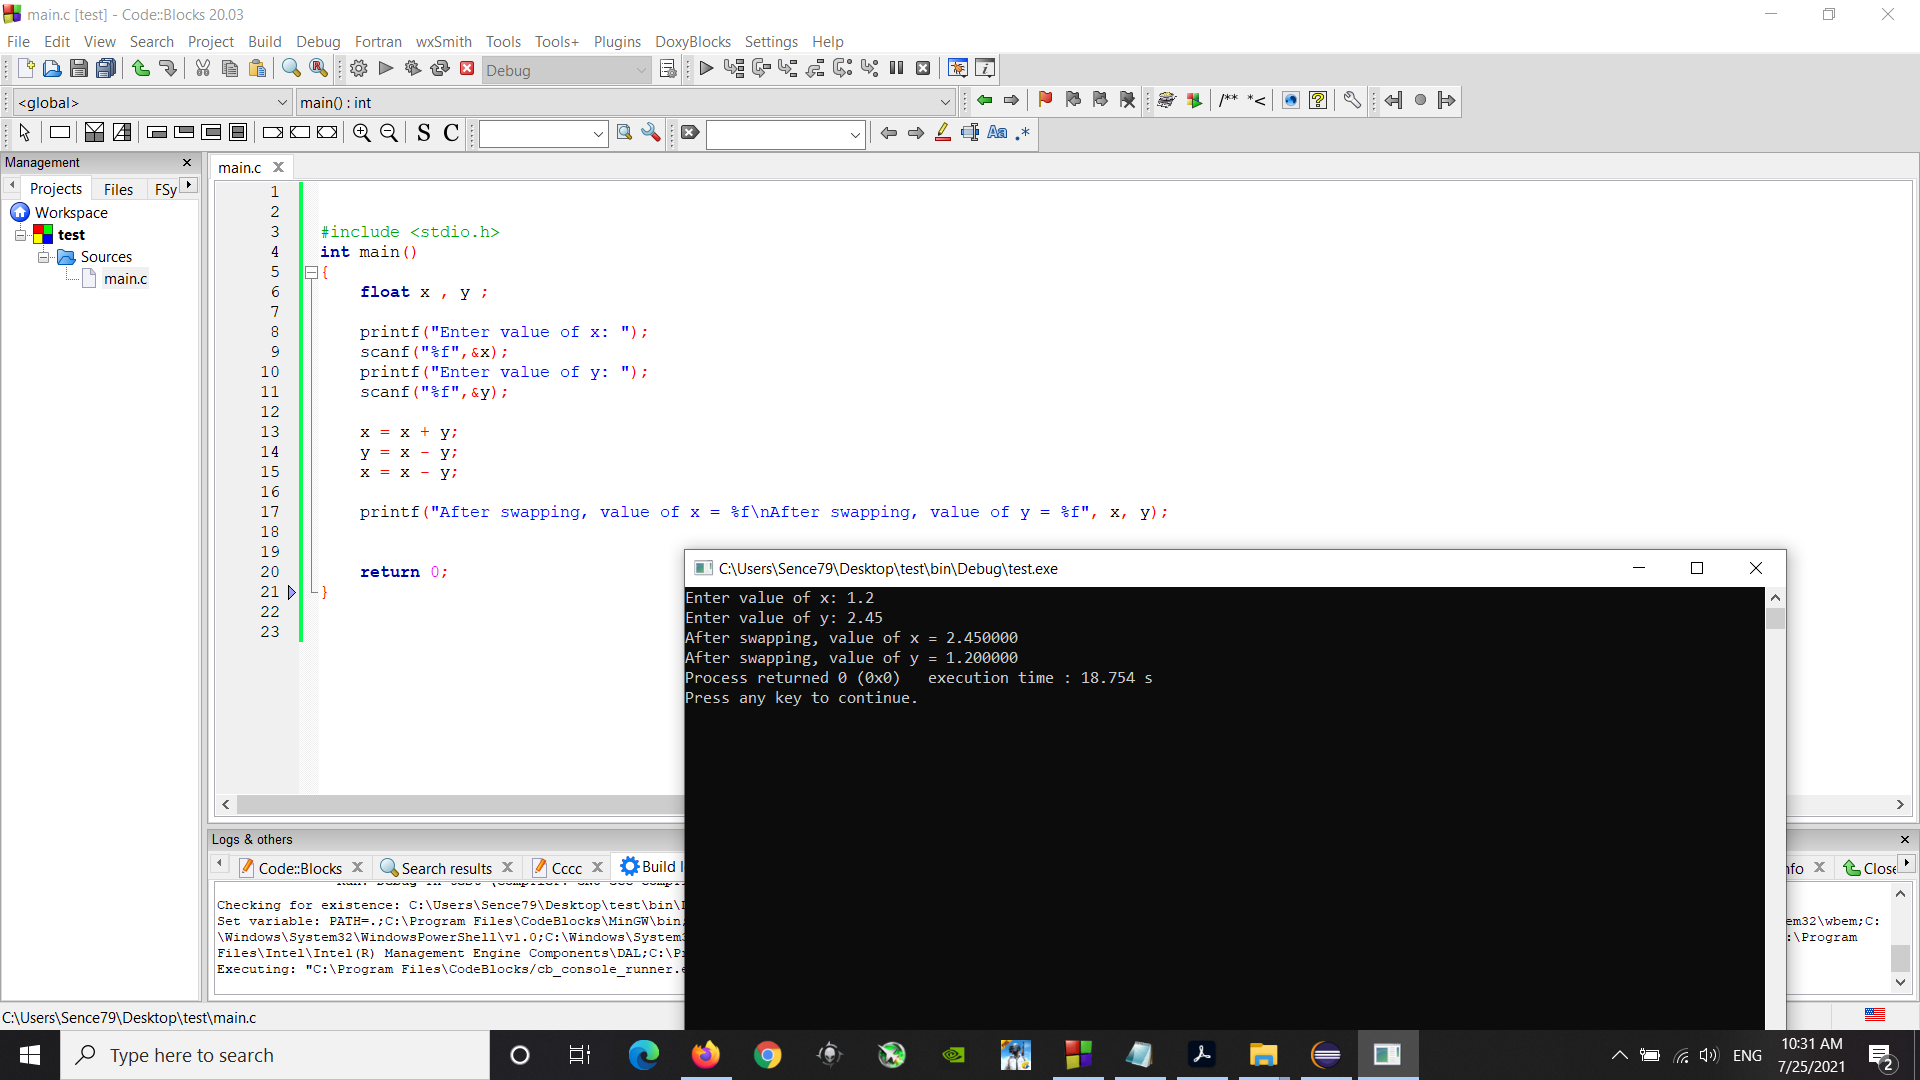 main.c [test] - Code::Blocks 20.03
File Edit View Search Project Build Debug Fortran wxSmith Tools Tools+ Plugins DoxyBlocks Settings Help
Debug
<global>
main() : int
/** *<
S C
Aa .*
Management
Projects Files FSy
Workspace
test
Sources
main.c
main.c
1
2
3 #include <stdio.h>
4 int main()
5 {
6 float x , y ;
7
8 printf("Enter value of x: ");
9 scanf("%f",&x);
10 printf("Enter value of y: ");
11 scanf("%f",&y);
12
13 x = x + y;
14 y = x - y;
15 x = x - y;
16
17 printf("After swapping, value of x = %f\nAfter swapping, value of y = %f", x, y);
18
19
20 return 0;
21 }
22
23
C:\Users\Sence79\Desktop\test\bin\Debug\test.exe
Enter value of x: 1.2
Enter value of y: 2.45
After swapping, value of x = 2.450000
After swapping, value of y = 1.200000
Process returned 0 (0x0) execution time : 18.754 s
Press any key to continue.
Logs & others
Code::Blocks Search results Cccc Build l
nfo Close
Checking for existence: C:\Users\Sence79\Desktop\test\bin\
Set variable: PATH=.;C:\Program Files\CodeBlocks\MinGW\bin;
em32\wbem;C:
\Windows\System32\WindowsPowerShell\v1.0;C:\Windows\System3
:\Program
Files\Intel\Intel(R) Management Engine Components\DAL;C:\P
Executing: "C:\Program Files\CodeBlocks/cb_console_runner.e
C:\Users\Sence79\Desktop\test\main.c
Type here to search
ENG
10:31 AM
7/25/2021
2